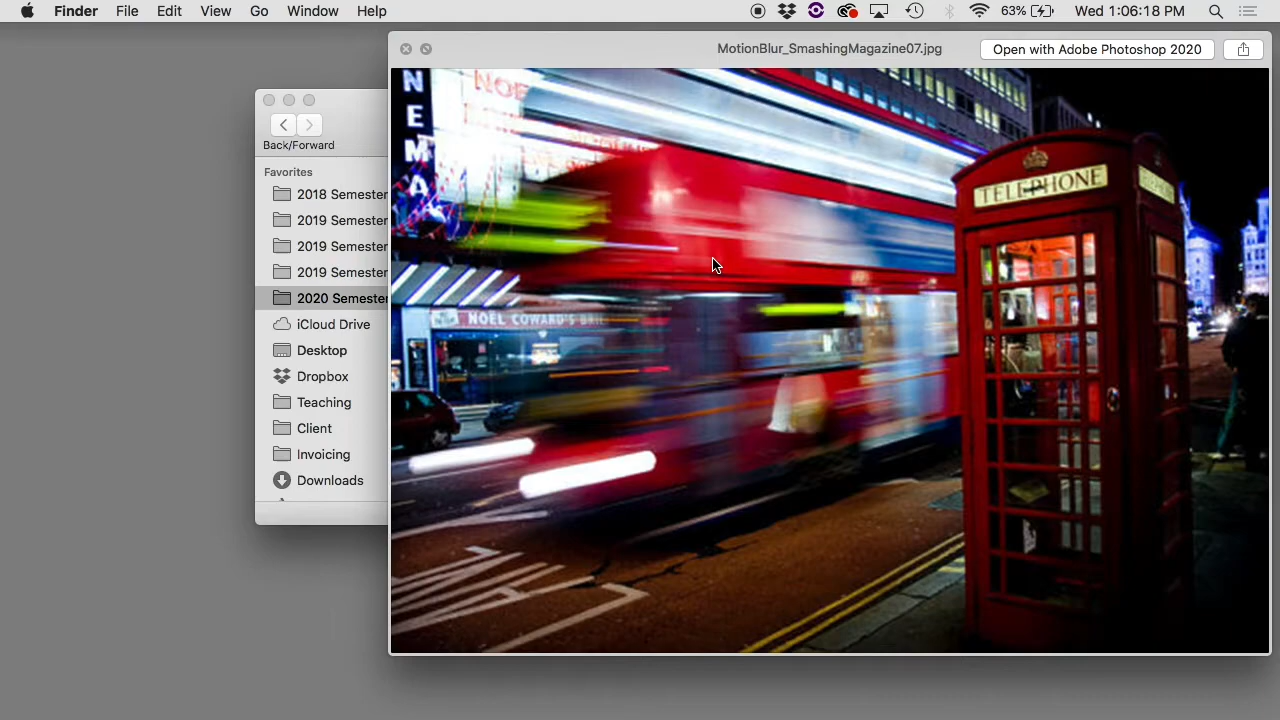 Finder File Edit View Go Window Help 63% Wed 1:06:18 PM
MotionBlur_SmashingMagazine07.jpg Open with Adobe Photoshop 2020
Back/Forward
Favorites
2018 Semester
2019 Semester
2019 Semester
2019 Semester
2020 Semester
iCloud Drive
Desktop
Dropbox
Teaching
Client
Invoicing
Downloads
NEMA
NOEL COWARD'S
TELEPHONE